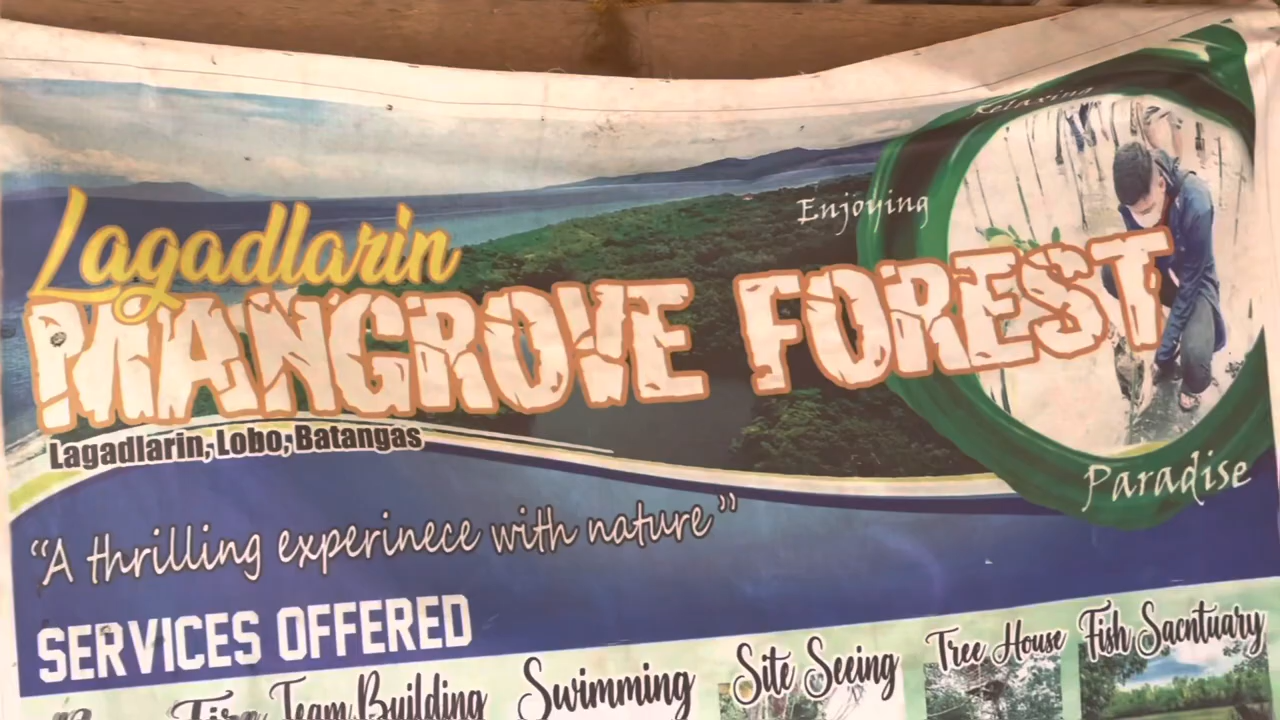 Relaxing
Enjoying
Lagadlarin
MANGROVE FOREST
Lagadlarin, Lobo, Batangas
Paradise
“A thrilling experinece with nature”
SERVICES OFFERED
Team Building
Swimming
Site Seeing
Tree House
Fish Sacntuary